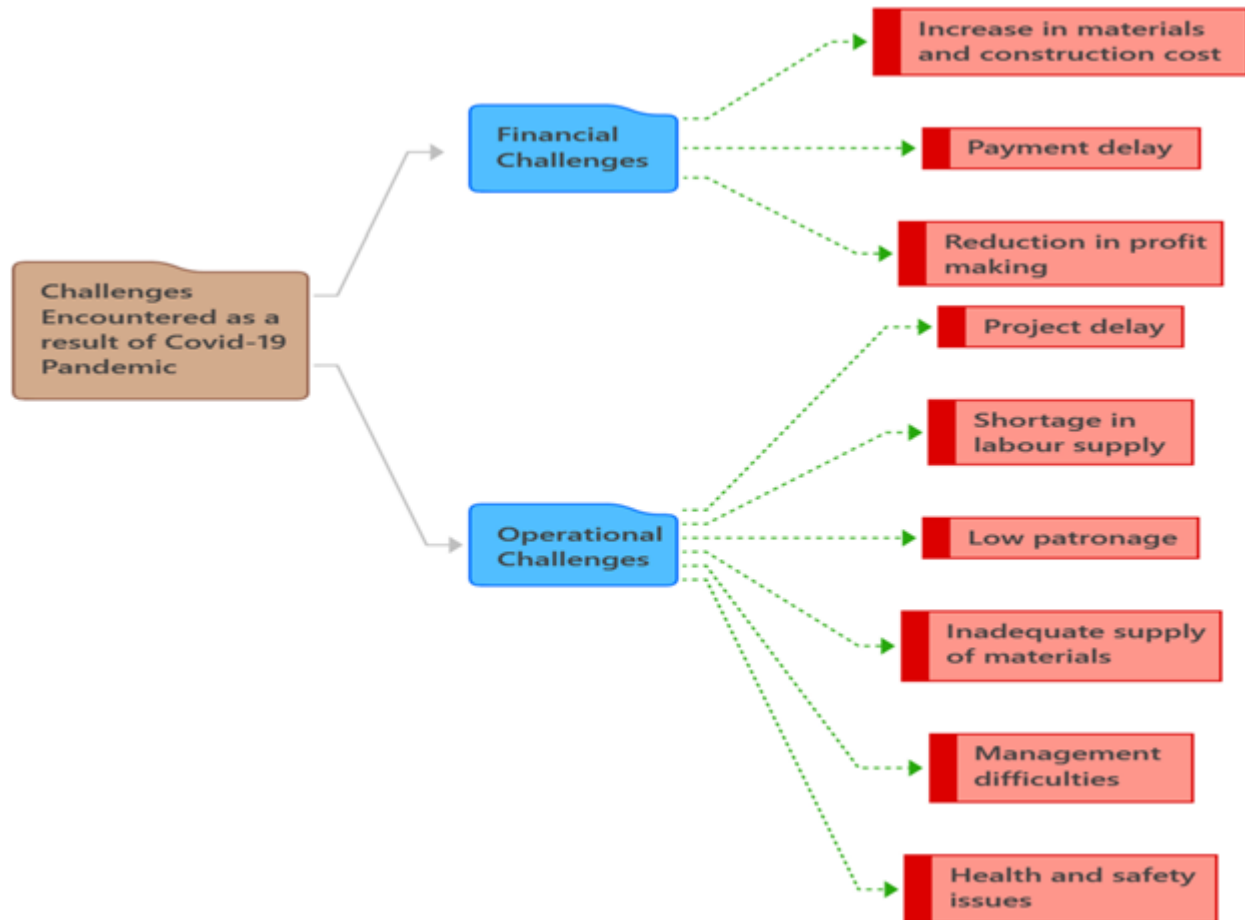 Increase in materials
and construction cost
Financial
Challenges
Payment delay
Reduction in profit
making
Challenges
Encountered as a
result of Covid-19
Pandemic
Project delay
Shortage in
labour supply
Operational
Challenges
Low patronage
Inadequate supply
of materials
Management
difficulties
Health and safety
issues